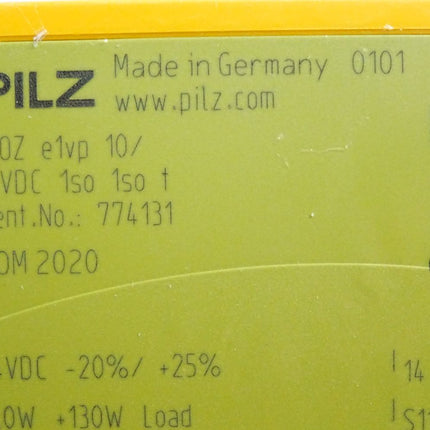 PILZ Made in Germany 0101
www.pilz.com
OZ e1vp 10/
VDC 1so 1so t
ent.No.: 774131
OM 2020
VDC -20%/ +25%
0W +130W Load
14
S11